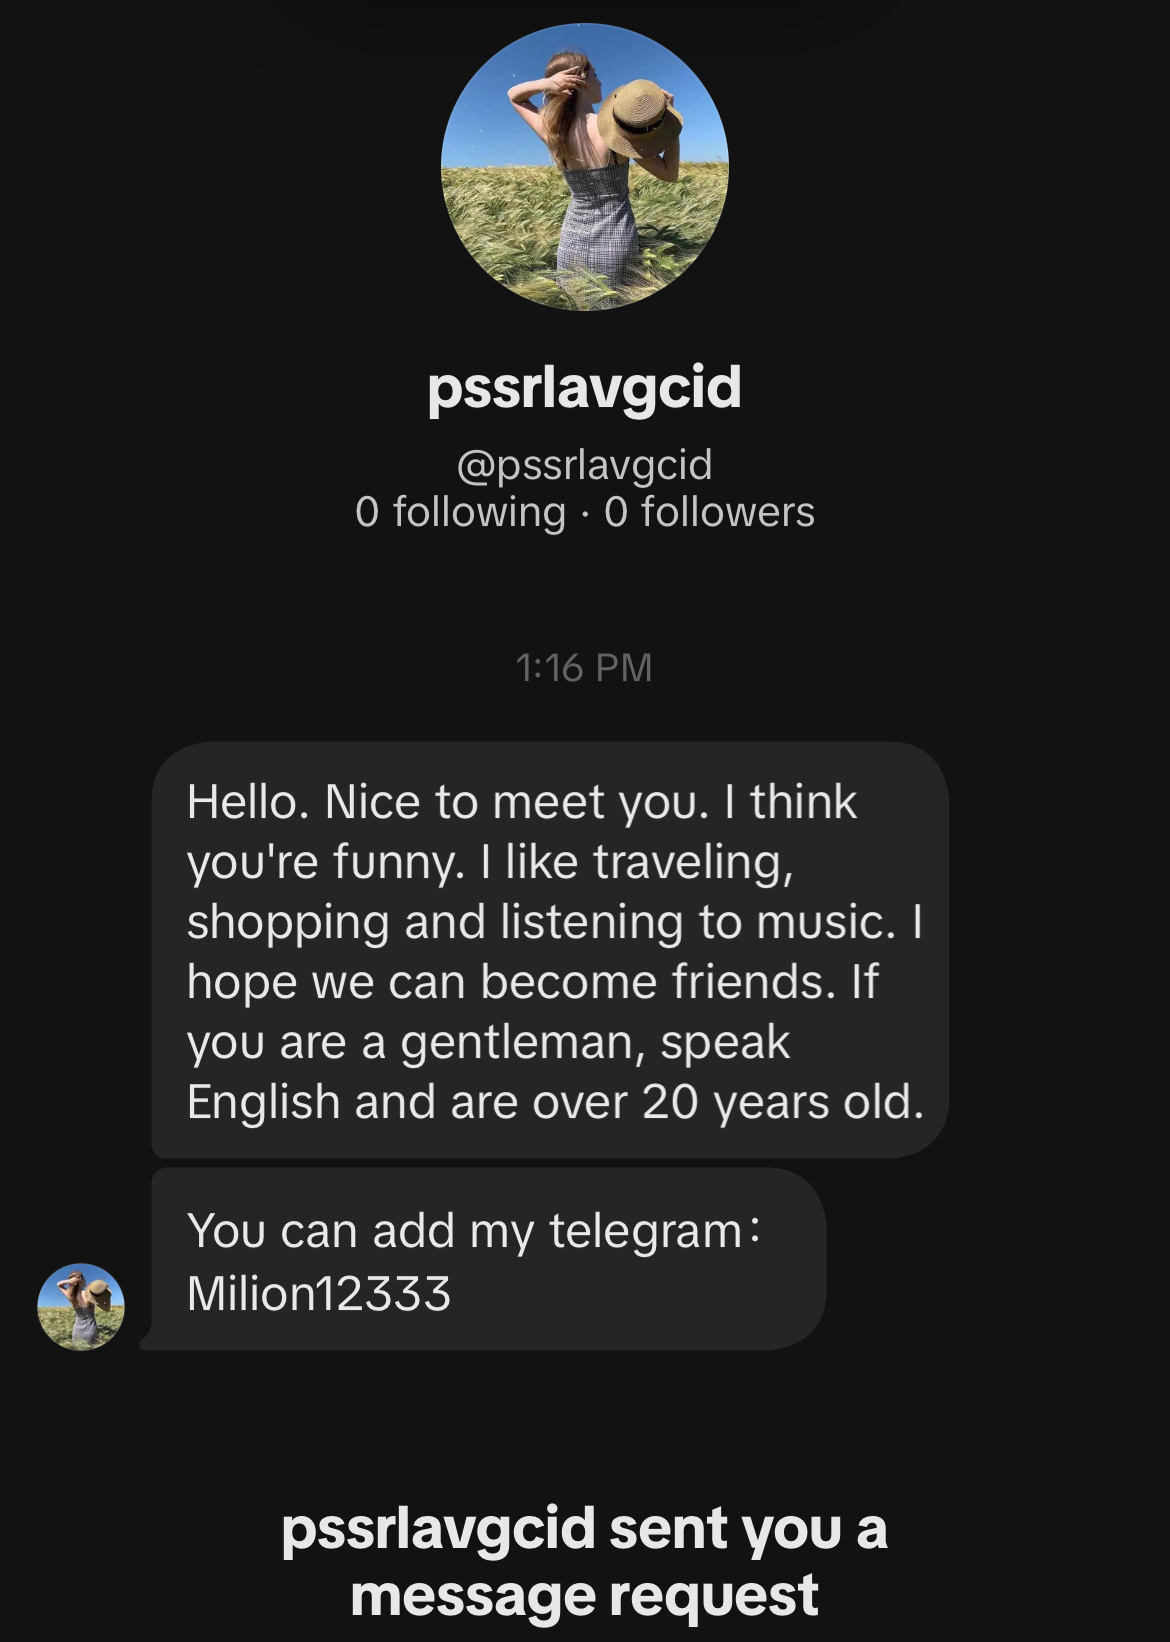 pssrlavgcid
@pssrlavgcid
0 following · 0 followers
1:16 PM
Hello. Nice to meet you. I think
you're funny. I like traveling,
shopping and listening to music. I
hope we can become friends. If
you are a gentleman, speak
English and are over 20 years old.
You can add my telegram：
Milion12333
pssrlavgcid sent you a
message request